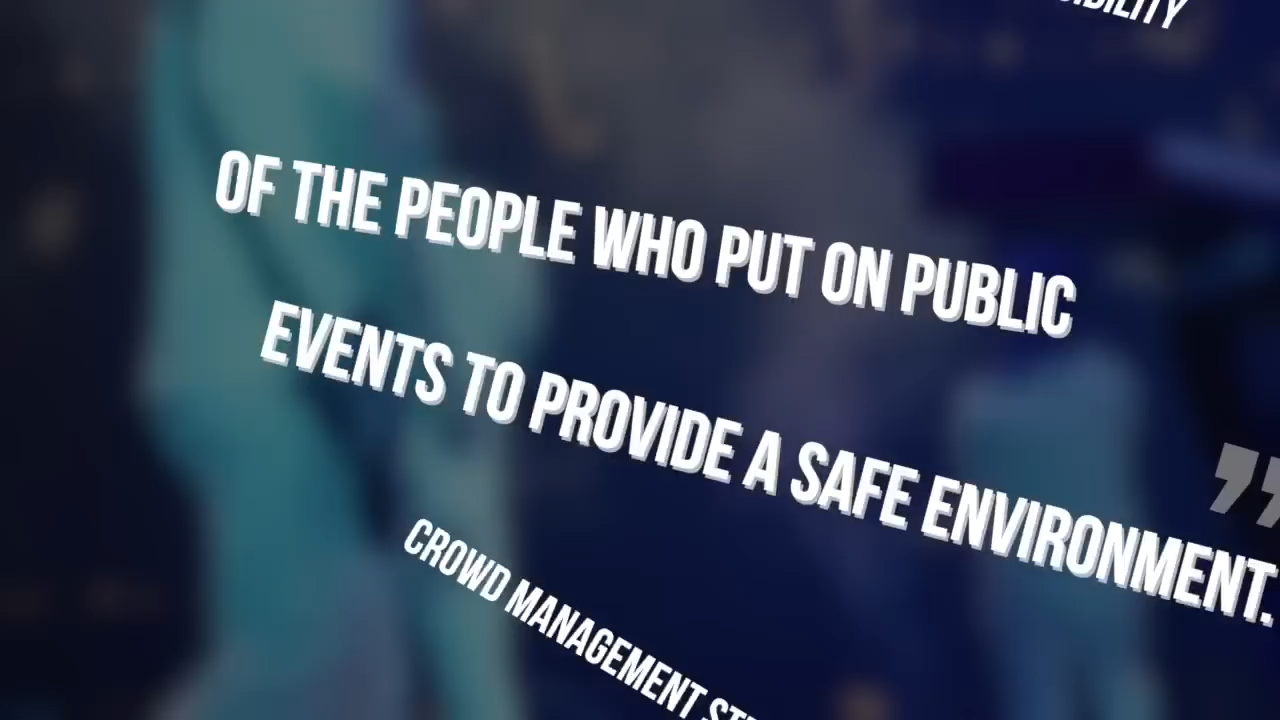 OF THE PEOPLE WHO PUT ON PUBLIC
EVENTS TO PROVIDE A SAFE ENVIRONMENT.
”
CROWD MANAGEMENT